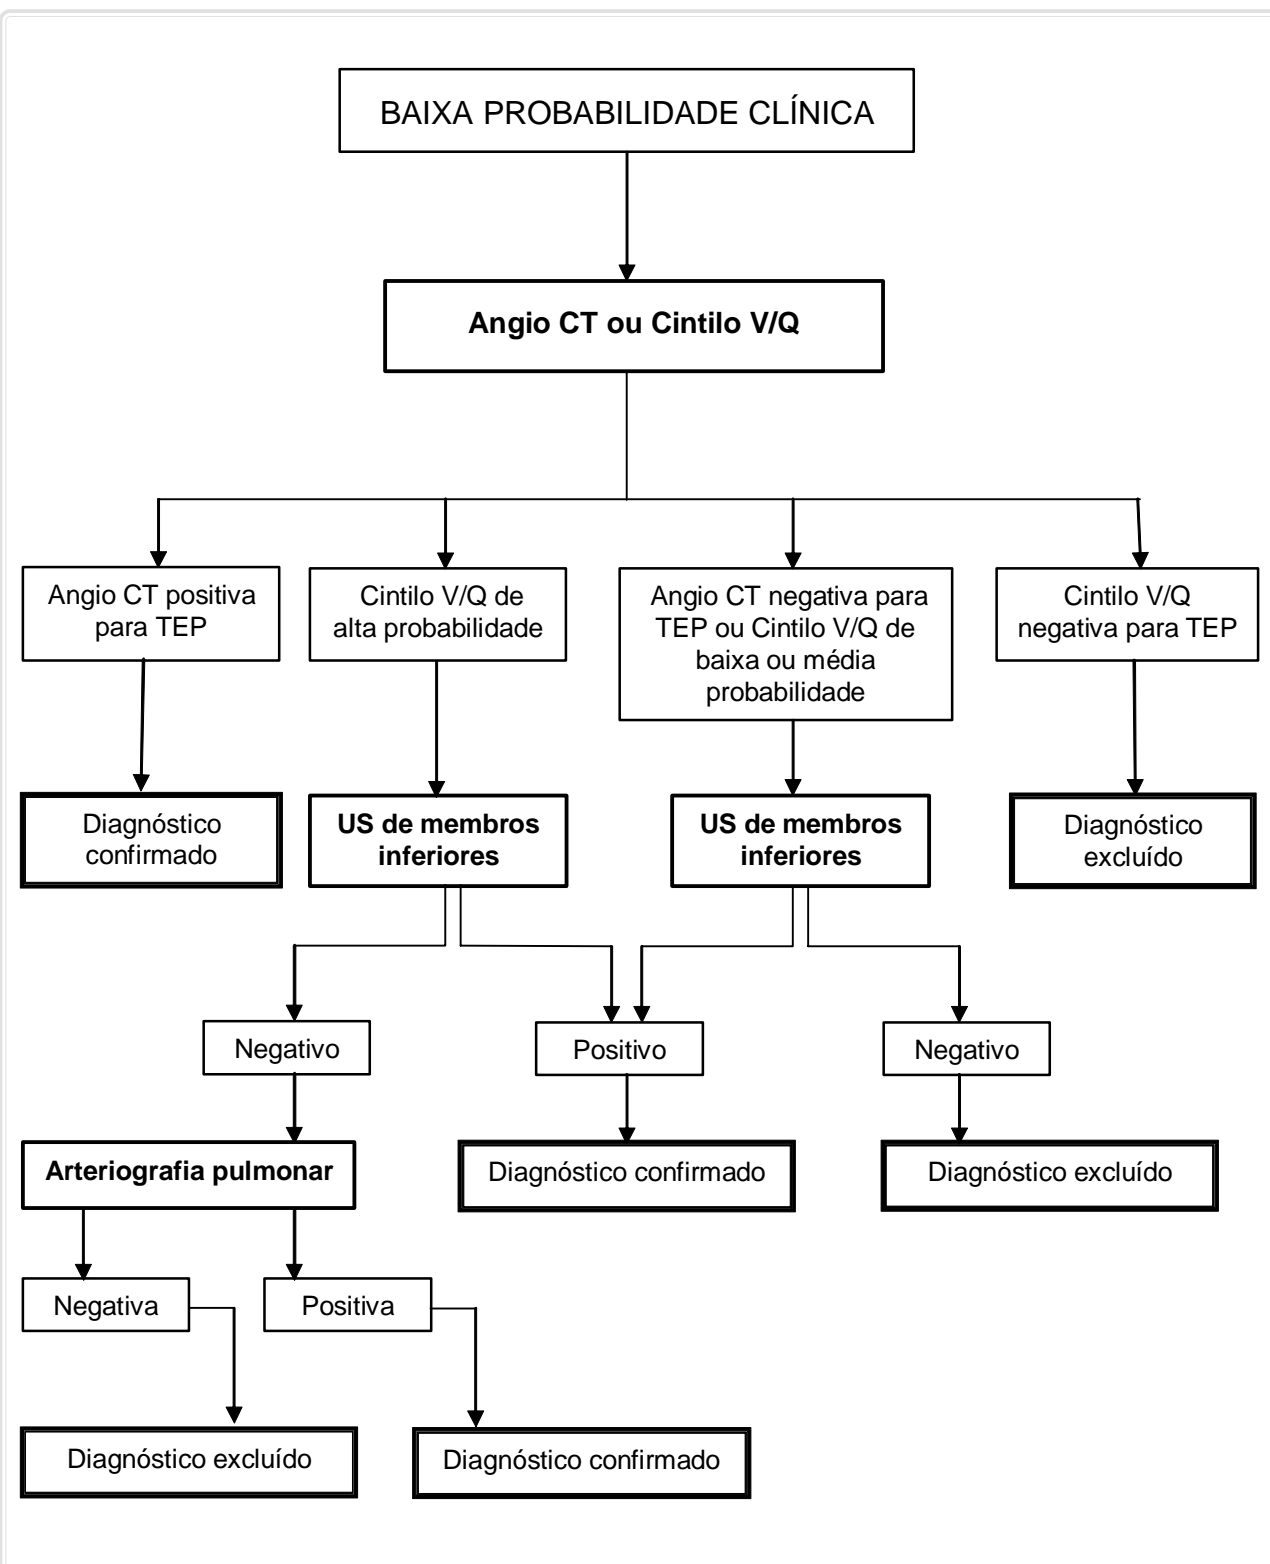 BAIXA PROBABILIDADE CLÍNICA
Angio CT ou Cintilo V/Q
Angio CT positiva
para TEP
Cintilo V/Q de
alta probabilidade
Angio CT negativa para
TEP ou Cintilo V/Q de
baixa ou média
probabilidade
Cintilo V/Q
negativa para TEP
Diagnóstico
confirmado
US de membros
inferiores
US de membros
inferiores
Diagnóstico
excluído
Negativo
Positivo
Negativo
Arteriografia pulmonar
Diagnóstico confirmado
Diagnóstico excluído
Negativa
Positiva
Diagnóstico excluído
Diagnóstico confirmado